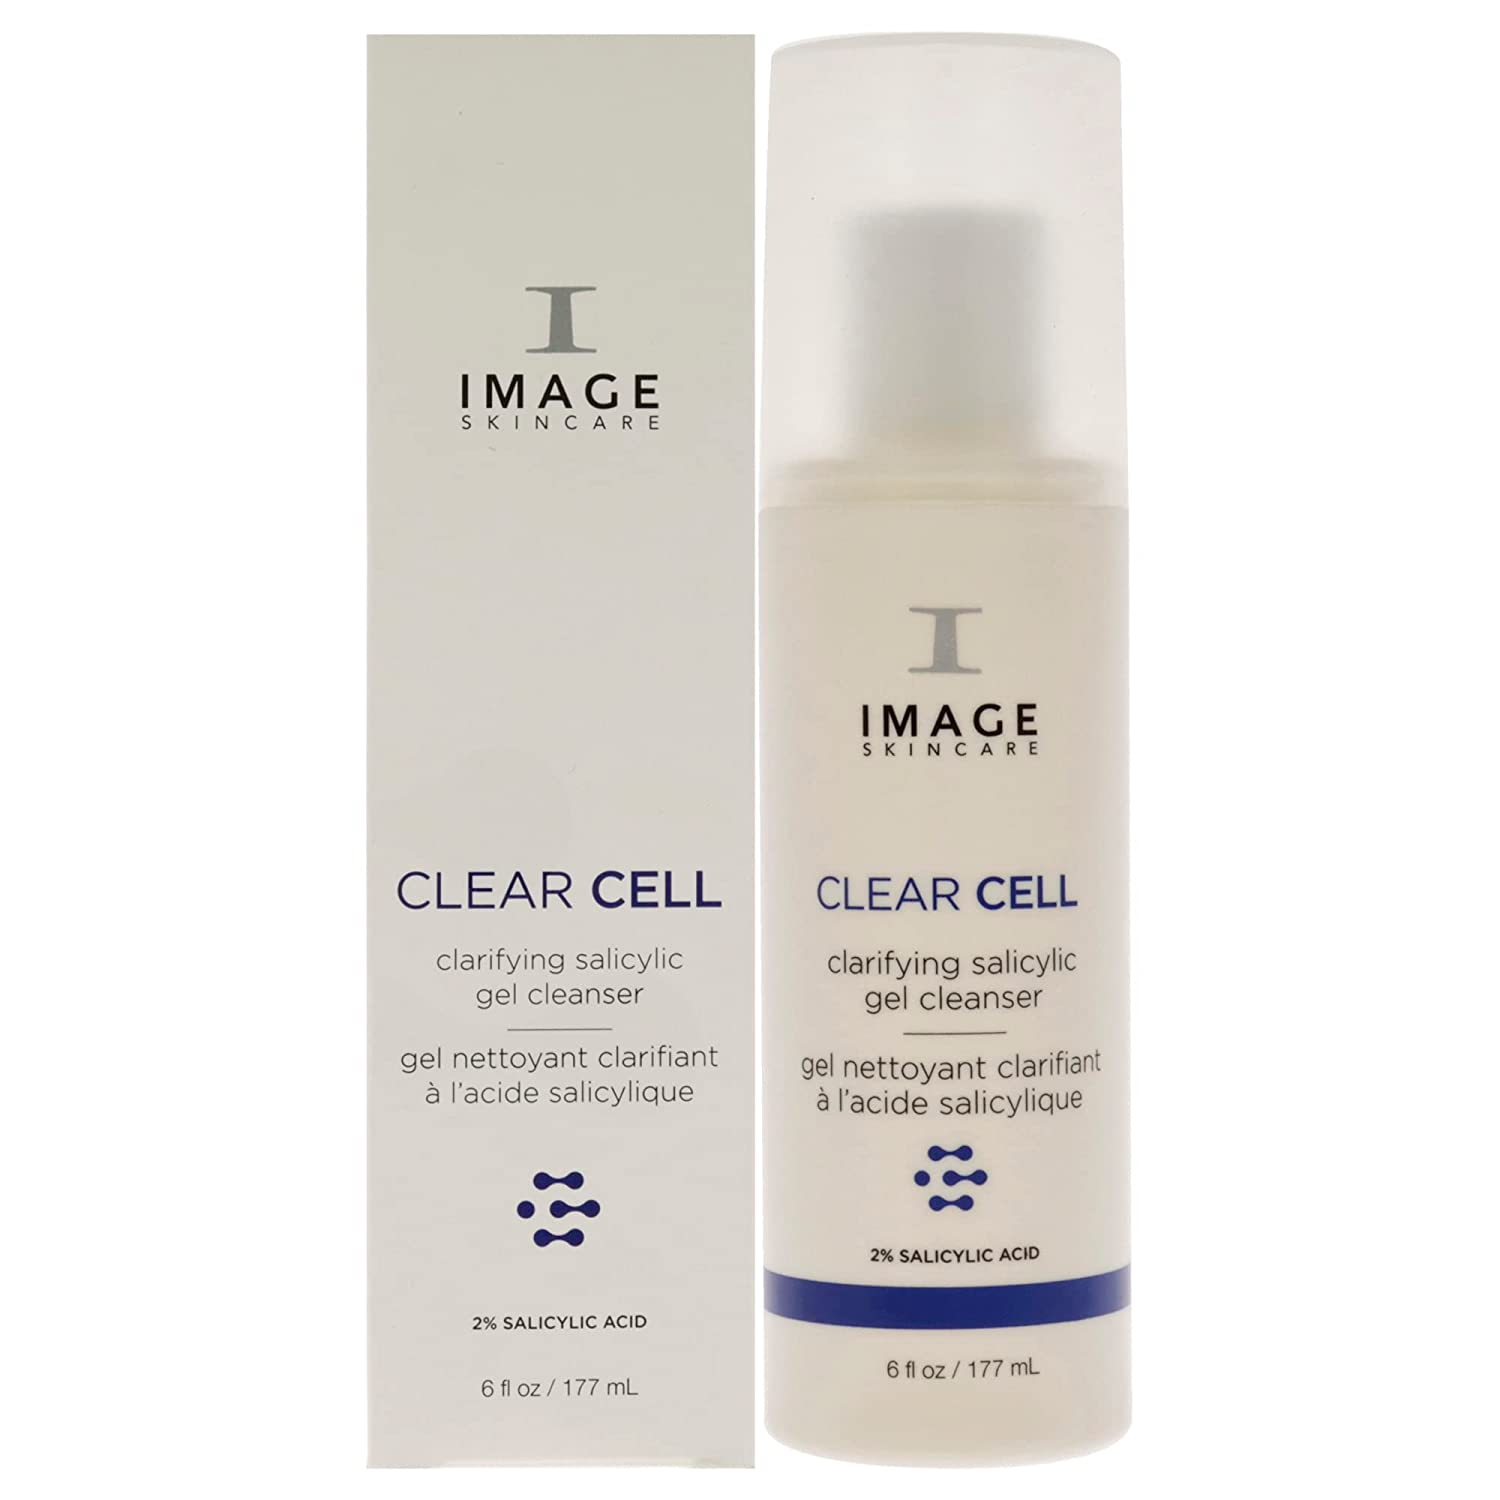 I
IMAGE
SKINCARE
CLEAR CELL
clarifying salicylic
gel cleanser
gel nettoyant clarifiant
à l'acide salicylique
2% SALICYLIC ACID
6 fl oz / 177 mL
I
IMAGE
SKINCARE
CLEAR CELL
clarifying salicylic
gel cleanser
gel nettoyant clarifiant
à l'acide salicylique
2% SALICYLIC ACID
6 fl oz / 177 mL